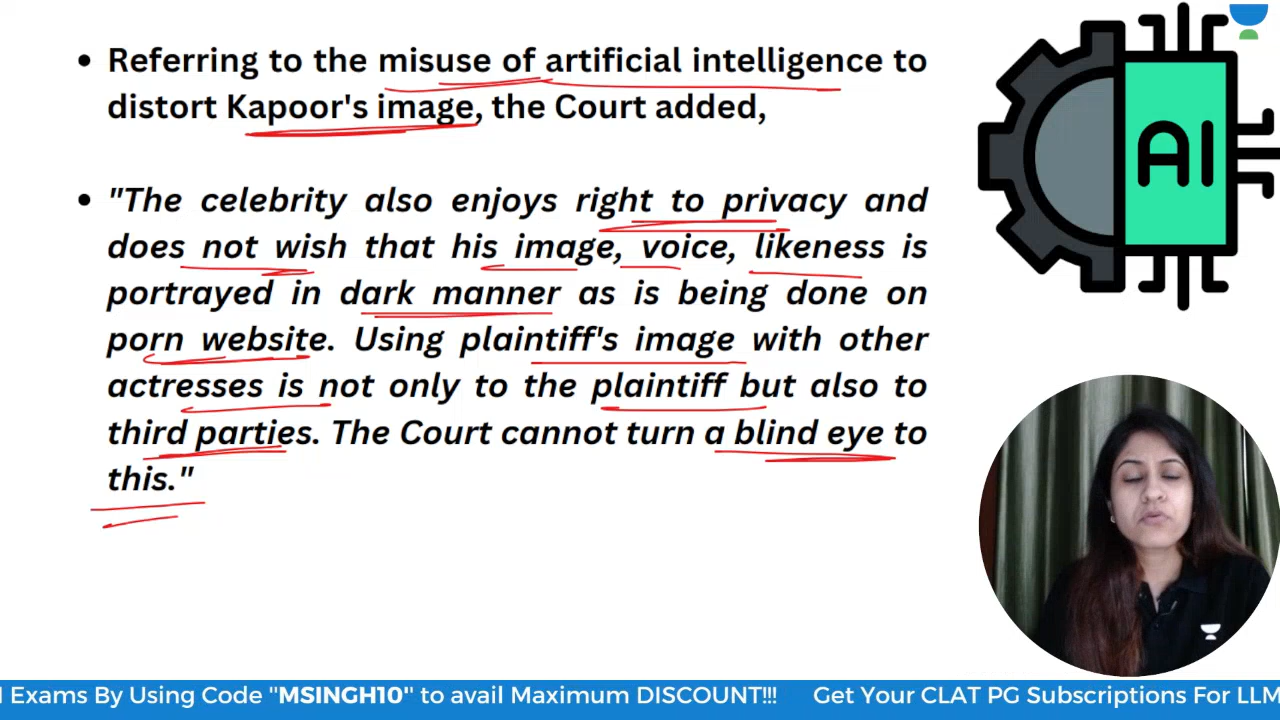 • Referring to the misuse of artificial intelligence to
distort Kapoor's image, the Court added,
• "The celebrity also enjoys right to privacy and
does not wish that his image, voice, likeness is
portrayed in dark manner as is being done on
porn website. Using plaintiff's image with other
actresses is not only to the plaintiff but also to
third parties. The Court cannot turn a blind eye to
this."
AI
Exams By Using Code "MSINGH10" to avail Maximum DISCOUNT!!! Get Your CLAT PG Subscriptions For LLM